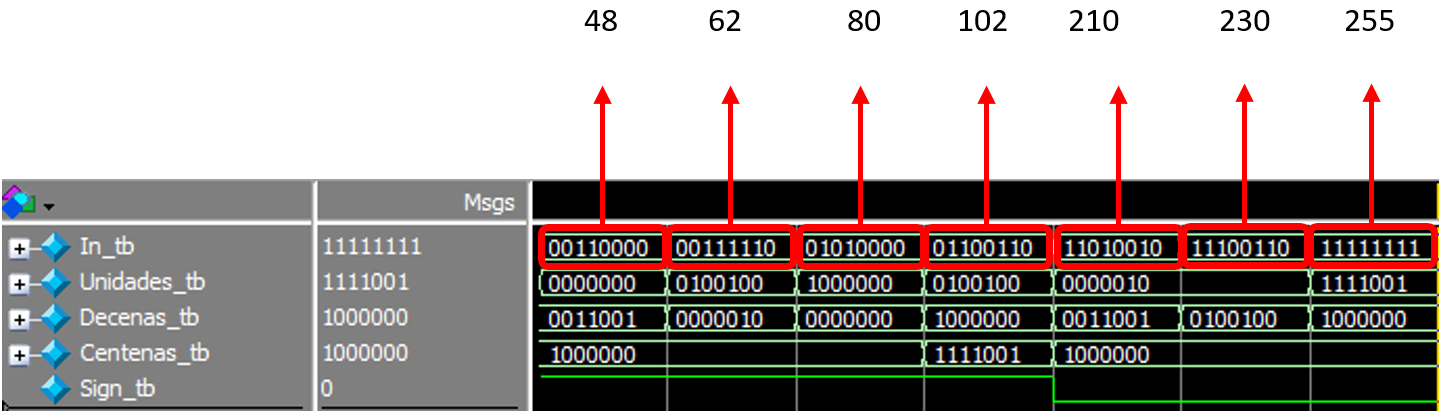 48 62 80 102 210 230 255
Msgs
In_tb 11111111 00110000 00111110 01010000 01100110 11010010 11100110 11111111
Unidades_tb 1111001 0000000 0100100 1000000 0100100 0000010 1111001
Decenas_tb 1000000 0011001 0000010 0000000 1000000 0011001 0100100 1000000
Centenas_tb 1000000 1000000 1111001 1000000
Sign_tb 0